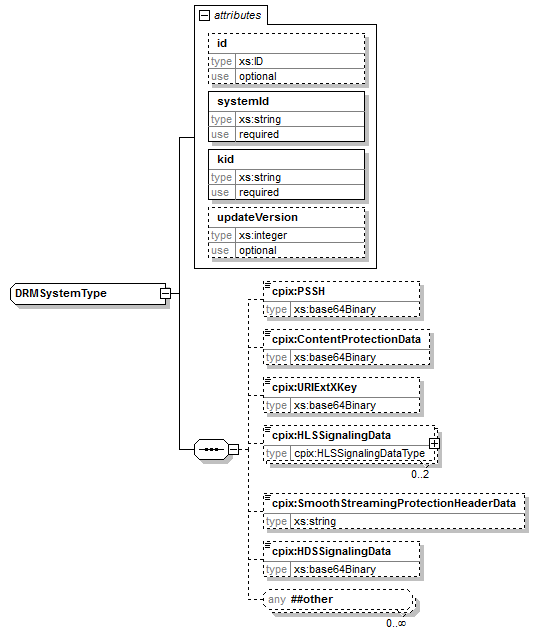 attributes
id
type xs:ID
use optional
systemId
type xs:string
use required
kid
type xs:string
use required
updateVersion
type xs:integer
use optional
DRMSystemType
cpix:PSSH
type xs:base64Binary
cpix:ContentProtectionData
type xs:base64Binary
cpix:URIExtXKey
type xs:base64Binary
cpix:HLSSignalingData
type cpix:HLSSignalingDataType
0..2
cpix:SmoothStreamingProtectionHeaderData
type xs:string
cpix:HDSSignalingData
type xs:base64Binary
any ##other
0..∞